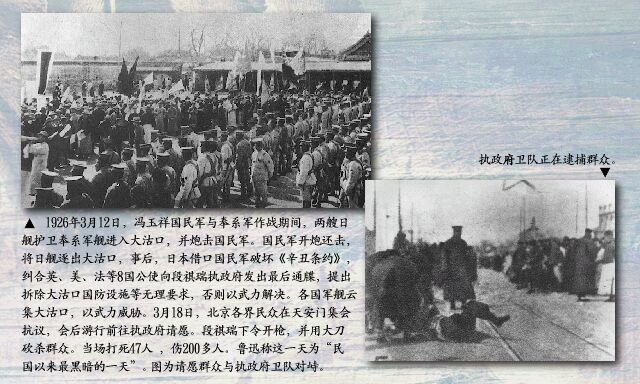 执政府卫队正在逮捕群众。
▼
▲ 1926年3月12日，冯玉祥国民军与奉系军作战期间，两艘日
舰护卫奉系军舰进入大沽口，并炮击国民军。国民军开炮还击，
将日舰逐出大沽口，事后，日本借口国民军破坏《辛丑条约》，
纠合英、美、法等8国公使向段祺瑞执政府发出最后通牒，提出
拆除大沽口国防设施等无理要求，否则以武力解决。各国军舰云
集大沽口，以武力威胁。3月18日，北京各界民众在天安门集会
抗议，会后游行前往执政府请愿。段祺瑞下令开枪，并用大刀
砍杀群众。当场打死47人，伤200多人。鲁迅称这一天为“民
国以来最黑暗的一天”。图为请愿群众与执政府卫队对峙。